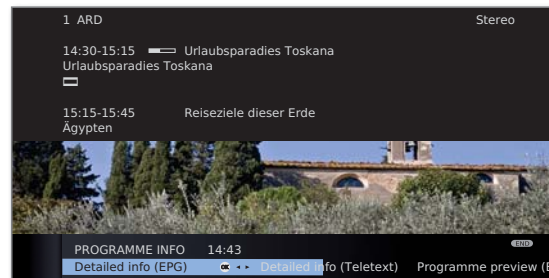 1 ARD Stereo
14:30-15:15 Urlaubsparadies Toskana
Urlaubsparadies Toskana
15:15-15:45 Reiseziele dieser Erde
Ägypten
END
PROGRAMME INFO 14:43
Detailed info (EPG) OK Detailed info (Teletext) Programme preview (E